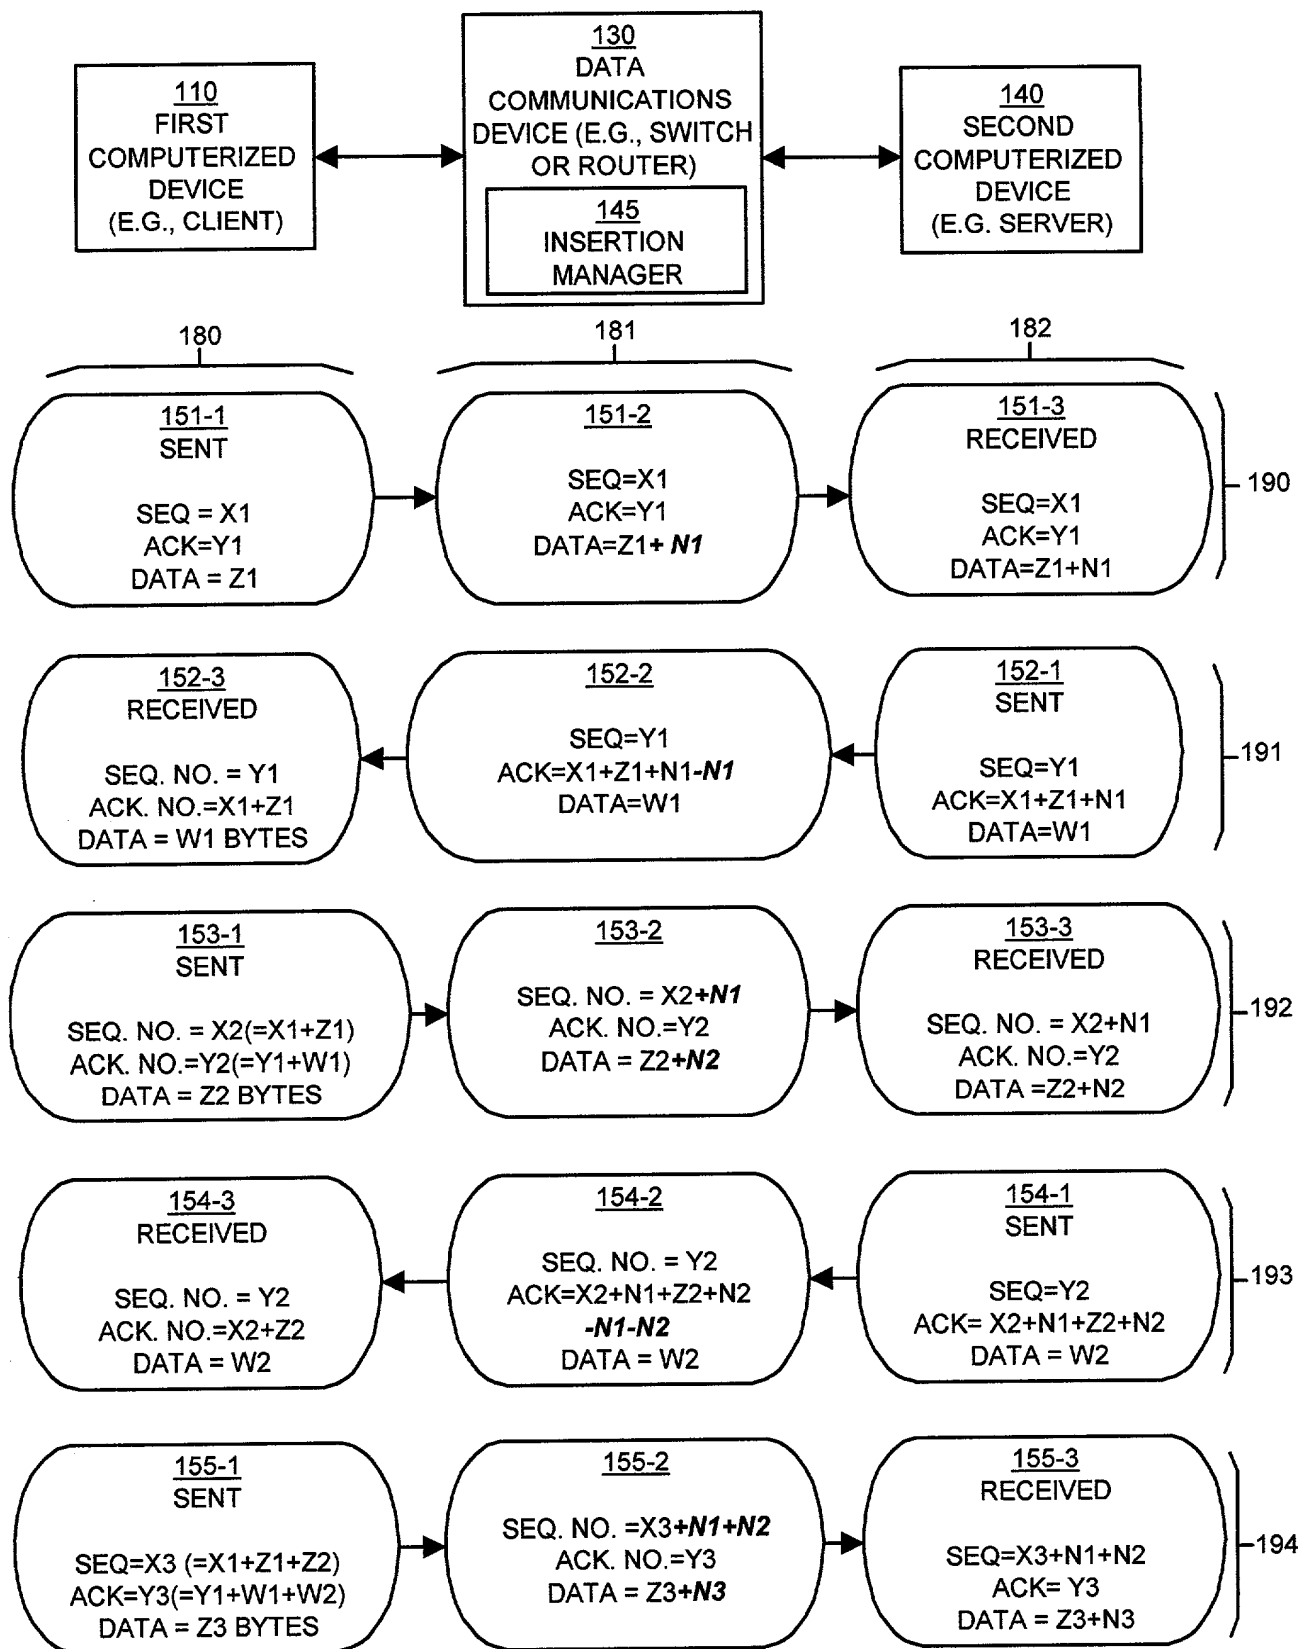 110
FIRST
COMPUTERIZED
DEVICE
(E.G., CLIENT)
130
DATA
COMMUNICATIONS
DEVICE (E.G., SWITCH
OR ROUTER)
145
INSERTION
MANAGER
140
SECOND
COMPUTERIZED
DEVICE
(E.G. SERVER)
180
181
182
151-1
SENT
SEQ = X1
ACK=Y1
DATA = Z1
151-2
SEQ=X1
ACK=Y1
DATA=Z1+ N1
151-3
RECEIVED
SEQ=X1
ACK=Y1
DATA=Z1+N1
190
152-3
RECEIVED
SEQ. NO. = Y1
ACK. NO.=X1+Z1
DATA = W1 BYTES
152-2
SEQ=Y1
ACK=X1+Z1+N1-N1
DATA=W1
152-1
SENT
SEQ=Y1
ACK=X1+Z1+N1
DATA=W1
191
153-1
SENT
SEQ. NO. = X2(=X1+Z1)
ACK. NO.=Y2(=Y1+W1)
DATA = Z2 BYTES
153-2
SEQ. NO. = X2+N1
ACK. NO.=Y2
DATA = Z2+N2
153-3
RECEIVED
SEQ. NO. = X2+N1
ACK. NO.=Y2
DATA =Z2+N2
192
154-3
RECEIVED
SEQ. NO. = Y2
ACK. NO.=X2+Z2
DATA = W2
154-2
SEQ. NO. = Y2
ACK=X2+N1+Z2+N2
-N1-N2
DATA = W2
154-1
SENT
SEQ=Y2
ACK= X2+N1+Z2+N2
DATA = W2
193
155-1
SENT
SEQ=X3 (=X1+Z1+Z2)
ACK=Y3(=Y1+W1+W2)
DATA = Z3 BYTES
155-2
SEQ. NO. =X3+N1+N2
ACK. NO.=Y3
DATA = Z3+N3
155-3
RECEIVED
SEQ=X3+N1+N2
ACK= Y3
DATA = Z3+N3
194